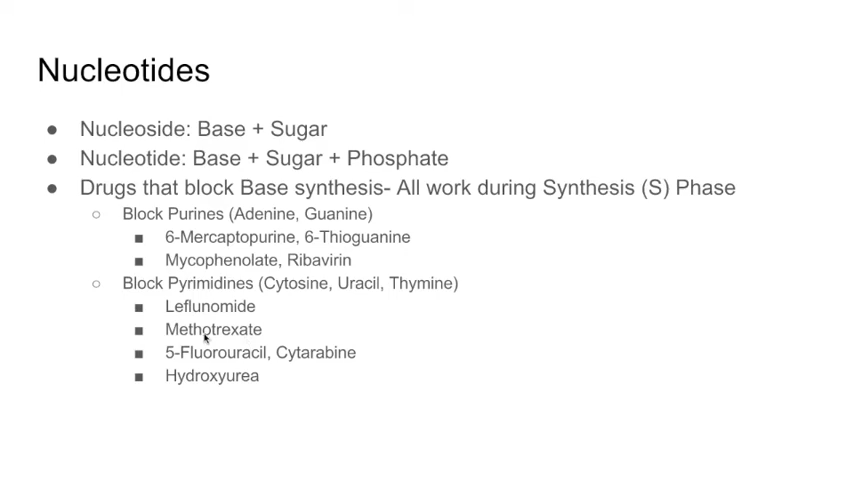 Nucleotides
● Nucleoside: Base + Sugar
● Nucleotide: Base + Sugar + Phosphate
● Drugs that block Base synthesis- All work during Synthesis (S) Phase
○ Block Purines (Adenine, Guanine)
■ 6-Mercaptopurine, 6-Thioguanine
■ Mycophenolate, Ribavirin
○ Block Pyrimidines (Cytosine, Uracil, Thymine)
■ Leflunomide
■ Methotrexate
■ 5-Fluorouracil, Cytarabine
■ Hydroxyurea